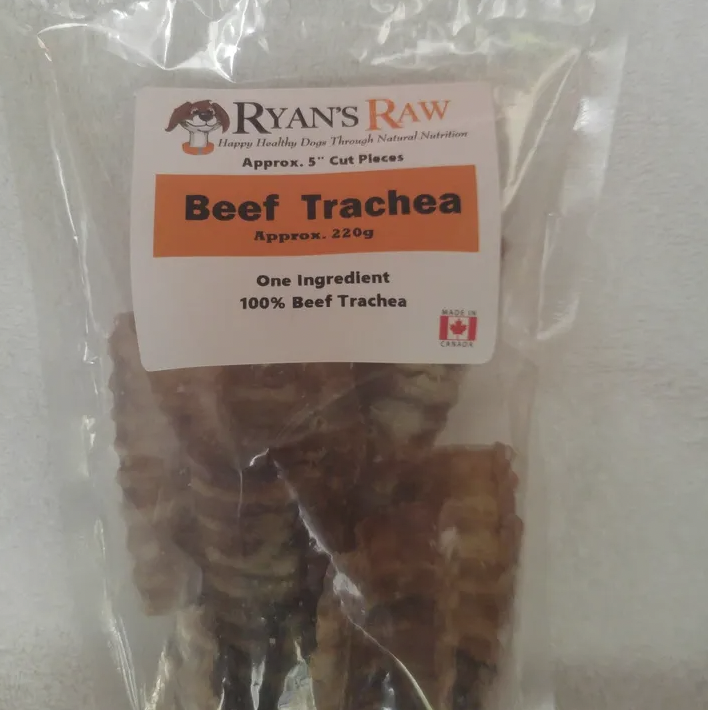 RYAN'S RAW
Happy Healthy Dogs Through Natural Nutrition
Approx. 5" Cut Pieces
Beef Trachea
Approx. 220g
One Ingredient
100% Beef Trachea
MADE IN
CANADA